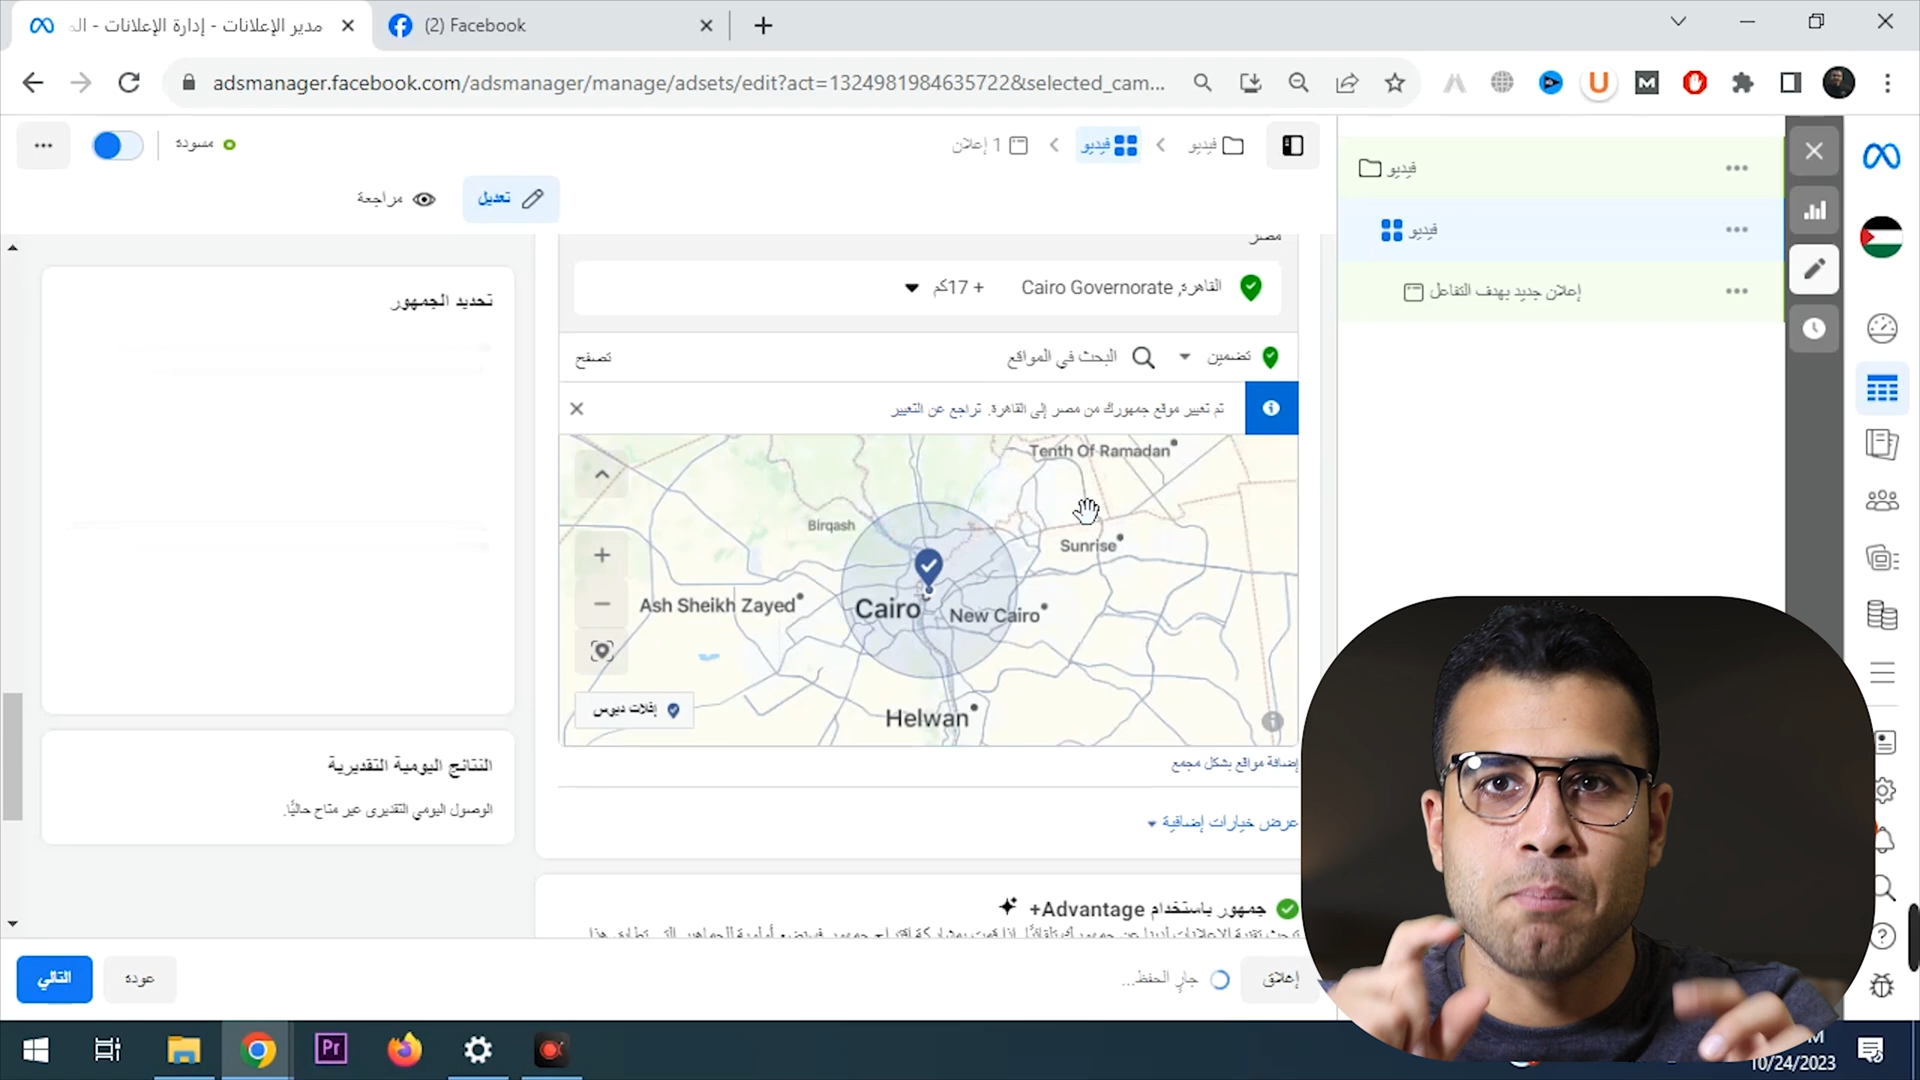 مدير الإعلانات - إدارة الإعلانات - الـ
(2) Facebook
adsmanager.facebook.com/adsmanager/manage/adsets/edit?act=1324981984635722&selected_cam...
مسودة
فيديو
فيديو
1 إعلان
تعديل
مراجعة
فيديو
فيديو
إعلان جديد بهدف التفاعل
مصر
القاهرة, Cairo Governorate
+ 17كم
تضمين
البحث في المواقع
تصفح
تم تغيير موقع جمهورك من مصر إلى القاهرة. تراجع عن التغيير
Tenth Of Ramadan
Birqash
Sunrise
Ash Sheikh Zayed
Cairo
New Cairo
Helwan
إفلات دبوس
إضافة مواقع بشكل مجمع
عرض خيارات إضافية
جمهور باستخدام Advantage+
تحديد الجمهور
النتائج اليومية التقديرية
الوصول اليومي التقديري غير متاح حاليًا.
إغلاق
جارٍ الحفظ...
عودة
التالي
Pr
10/24/2023